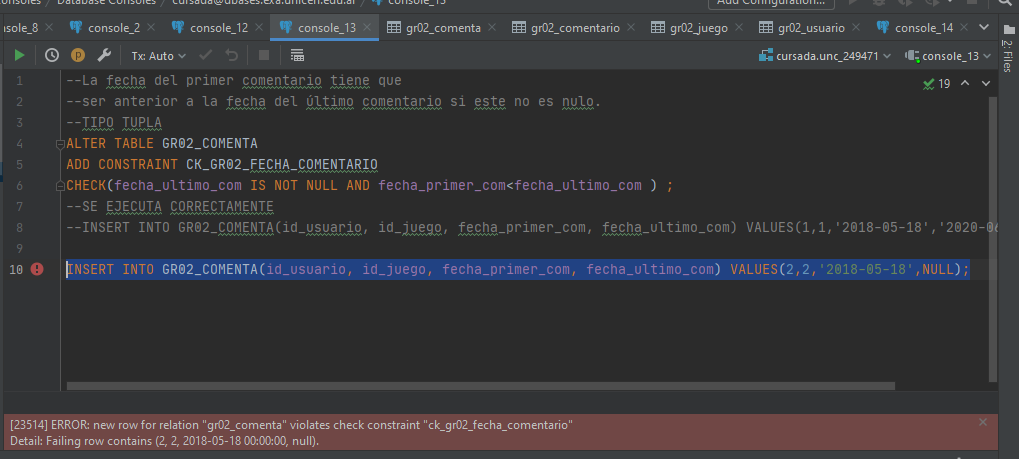 Consoles / Database Consoles / cursada@dbases.exa.unicen.edu.ar / console_13
Add Configuration...
console_8 console_2 console_12 console_13 gr02_comenta gr02_comentario gr02_juego gr02_usuario console_14
Tx: Auto cursada.unc_249471 console_13
2: Files
19
1 --La fecha del primer comentario tiene que
2 --ser anterior a la fecha del último comentario si este no es nulo.
3 --TIPO TUPLA
4 ALTER TABLE GR02_COMENTA
5 ADD CONSTRAINT CK_GR02_FECHA_COMENTARIO
6 CHECK(fecha_ultimo_com IS NOT NULL AND fecha_primer_com<fecha_ultimo_com ) ;
7 --SE EJECUTA CORRECTAMENTE
8 --INSERT INTO GR02_COMENTA(id_usuario, id_juego, fecha_primer_com, fecha_ultimo_com) VALUES(1,1,'2018-05-18','2020-06
9
10 INSERT INTO GR02_COMENTA(id_usuario, id_juego, fecha_primer_com, fecha_ultimo_com) VALUES(2,2,'2018-05-18',NULL);
[23514] ERROR: new row for relation "gr02_comenta" violates check constraint "ck_gr02_fecha_comentario"
Detail: Failing row contains (2, 2, 2018-05-18 00:00:00, null).